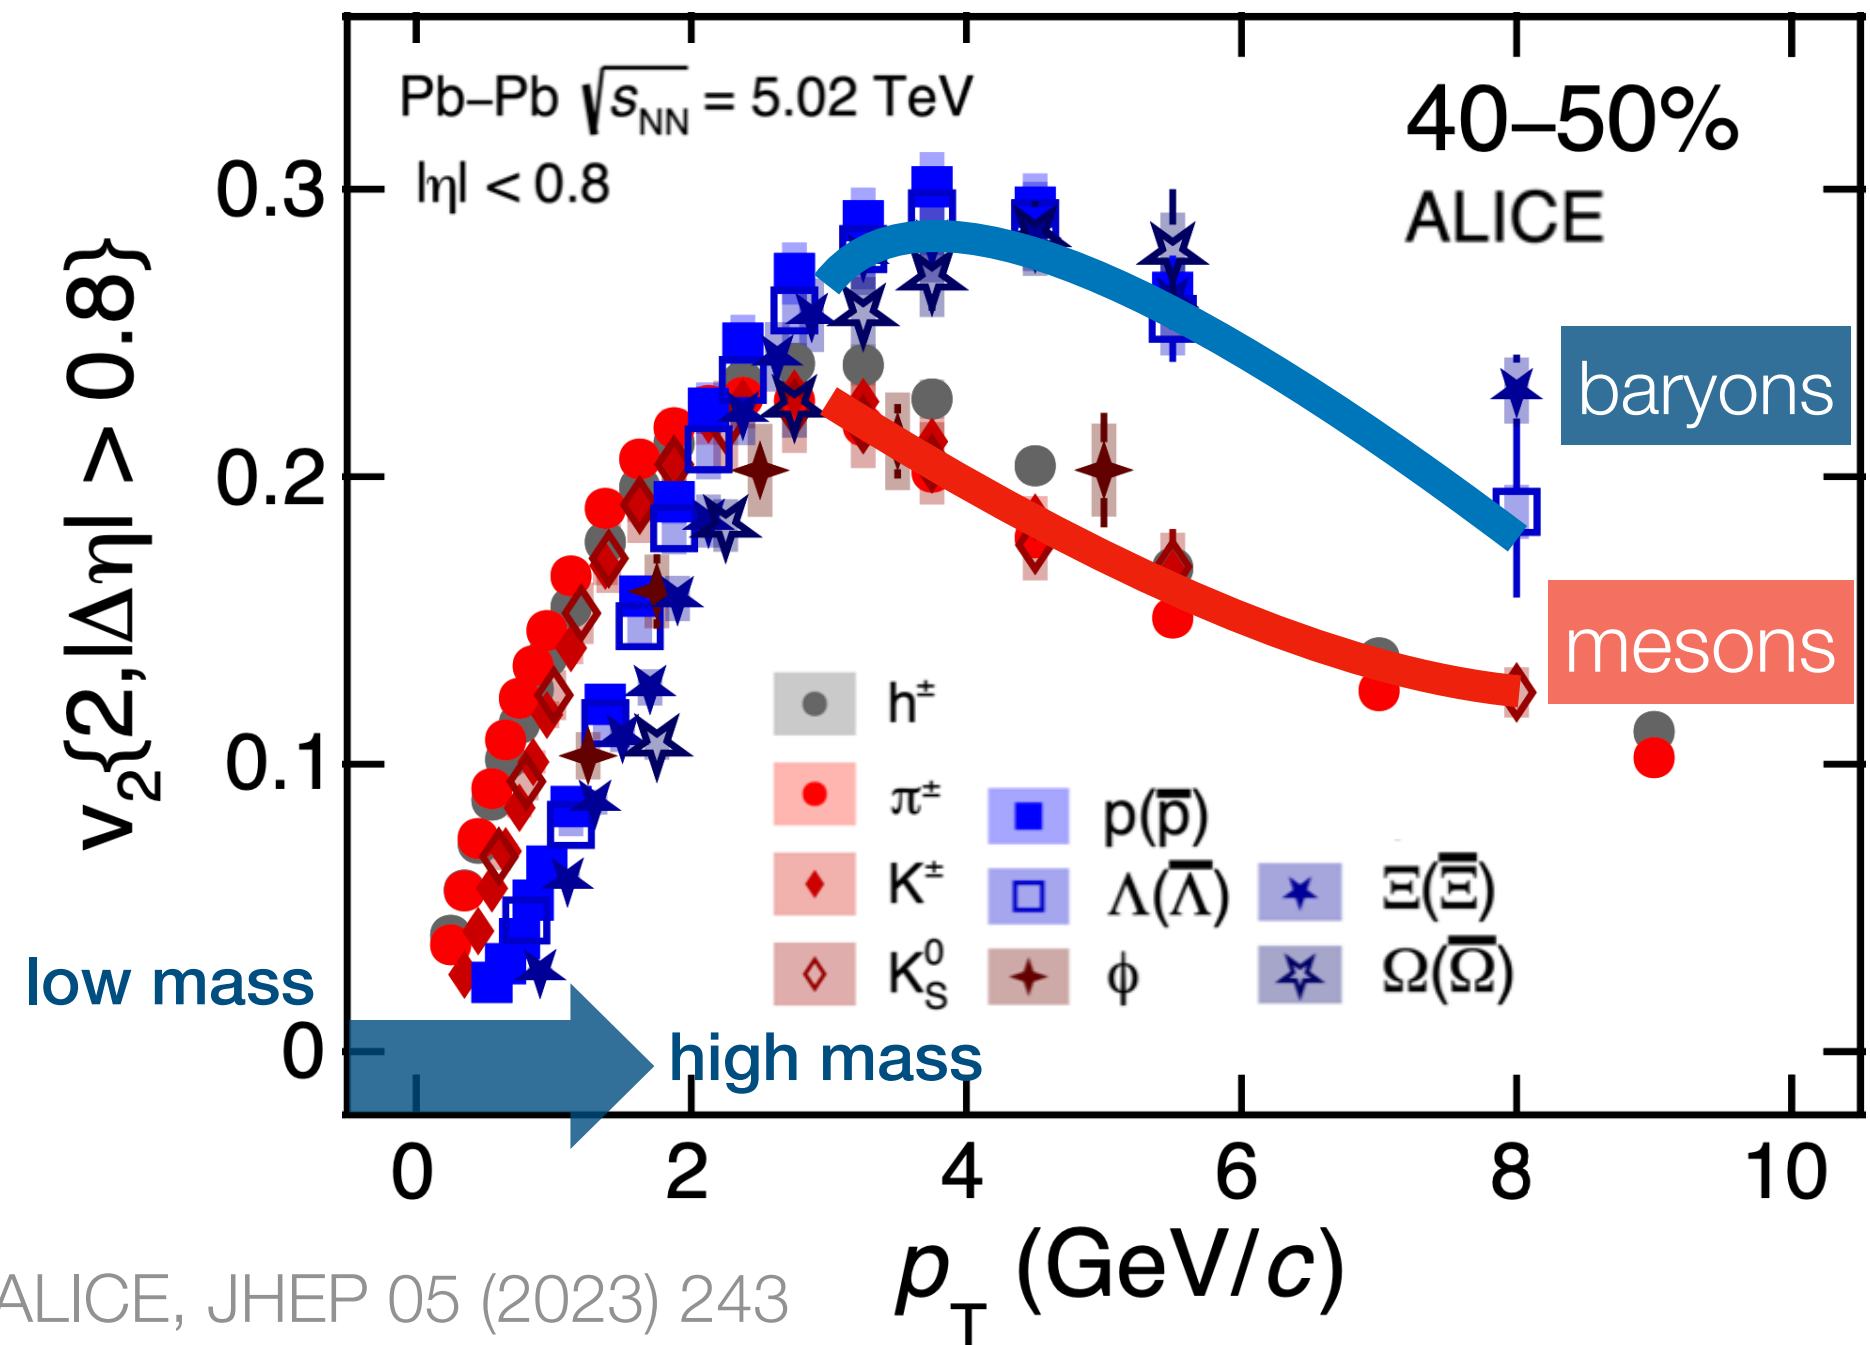 Pb–Pb √sNN = 5.02 TeV
|η| < 0.8
40–50%
ALICE
v2{2,|Δη| > 0.8}
0.3
0.2
0.1
0
baryons
mesons
h±
π±
K±
K0S
p(p̅)
Λ(Λ̅)
ϕ
Ξ(Ξ̅)
Ω(Ω̅)
low mass
high mass
0 2 4 6 8 10
pT (GeV/c)
ALICE, JHEP 05 (2023) 243